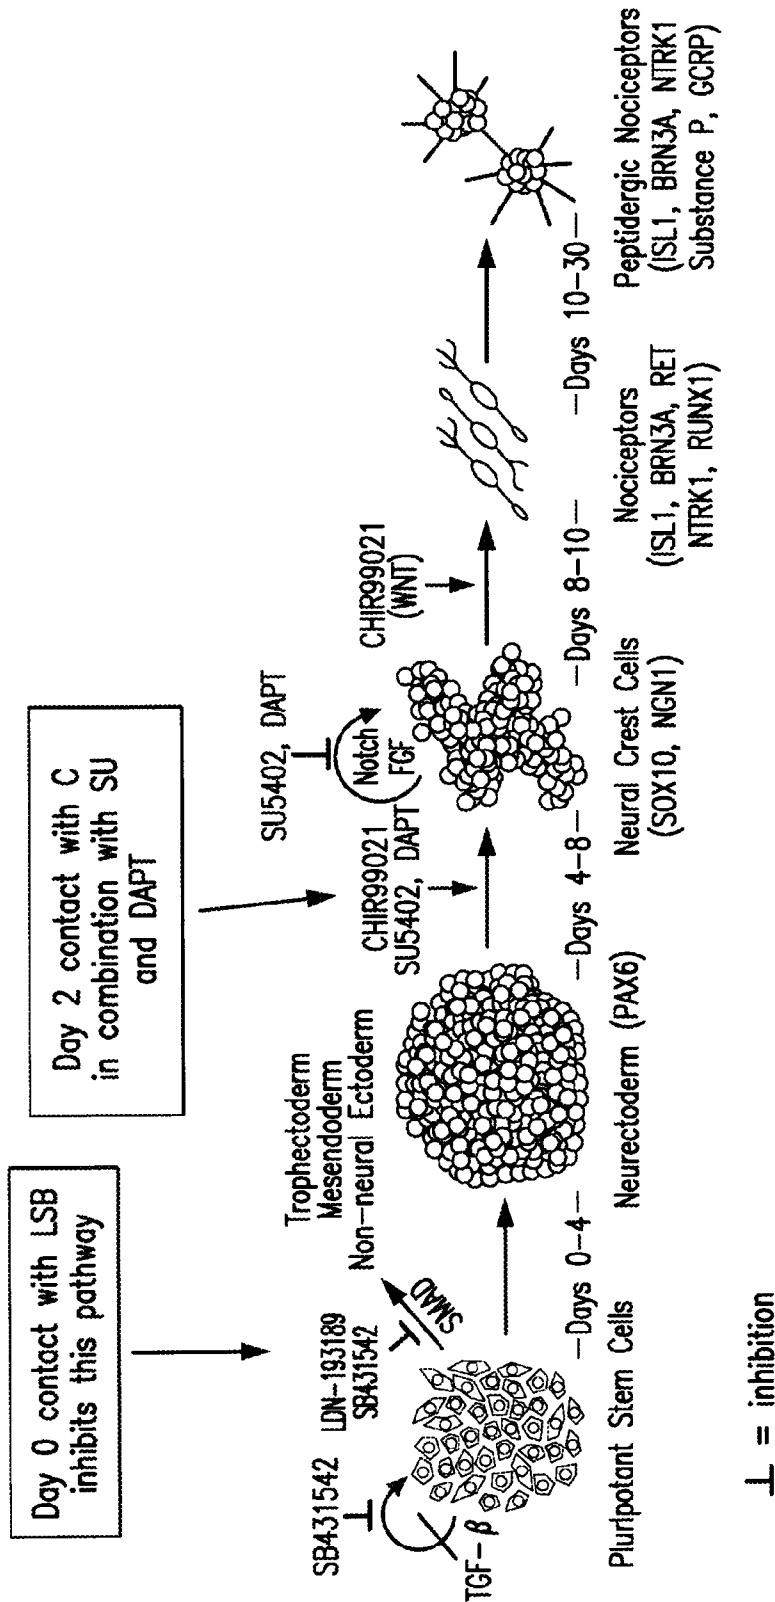 Day 0 contact with LSB
inhibits this pathway
Day 2 contact with C
in combination with SU
and DAPT
SB431542
TGF-β
LDN-193189
SB431542
SMAD
Trophectoderm
Mesendoderm
Non-neural Ectoderm
CHIR99021
SU5402, DAPT
SU5402, DAPT
Notch
FGF
CHIR99021
(WNT)
—Days 0-4—
—Days 4-8—
—Days 8-10—
—Days 10-30—
Pluripotant Stem Cells
Neurectoderm (PAX6)
Neural Crest Cells
(SOX10, NGN1)
Nociceptors
(ISL1, BRN3A, RET
NTRK1, RUNX1)
Peptidergic Nociceptors
(ISL1, BRN3A, NTRK1
Substance P, GCRP)
⊥ = inhibition